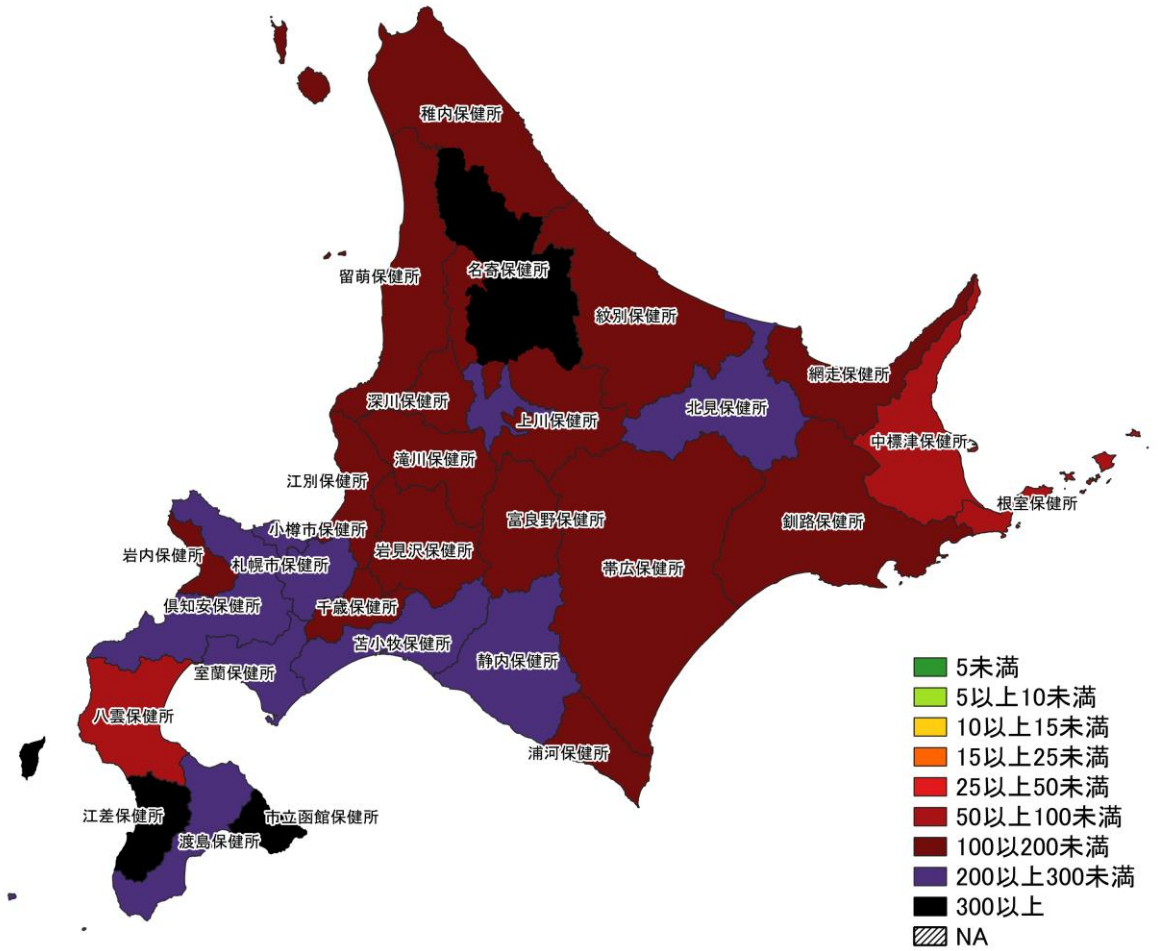 稚内保健所
名寄保健所
留萌保健所
紋別保健所
網走保健所
深川保健所
北見保健所
上川保健所
中標津保健所
滝川保健所
江別保健所
根室保健所
小樽市保健所
富良野保健所
釧路保健所
岩内保健所
岩見沢保健所
札幌市保健所
帯広保健所
倶知安保健所
千歳保健所
苫小牧保健所
静内保健所
室蘭保健所
八雲保健所
浦河保健所
江差保健所
市立函館保健所
渡島保健所
5未満
5以上10未満
10以上15未満
15以上25未満
25以上50未満
50以上100未満
100以200未満
200以上300未満
300以上
NA